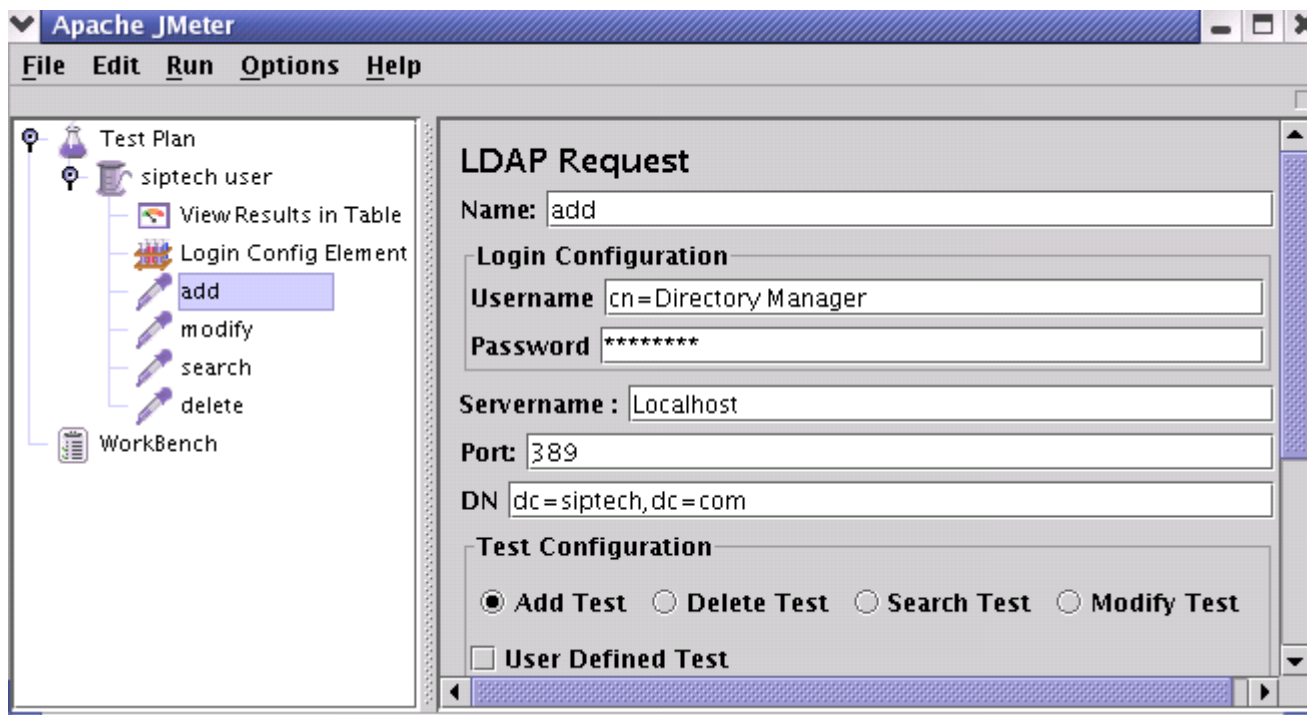 Apache JMeter
File Edit Run Options Help
Test Plan
siptech user
View Results in Table
Login Config Element
add
modify
search
delete
WorkBench
LDAP Request
Name: add
Login Configuration
Username cn=Directory Manager
Password ********
Servername : Localhost
Port: 389
DN dc=siptech,dc=com
Test Configuration
Add Test Delete Test Search Test Modify Test
User Defined Test